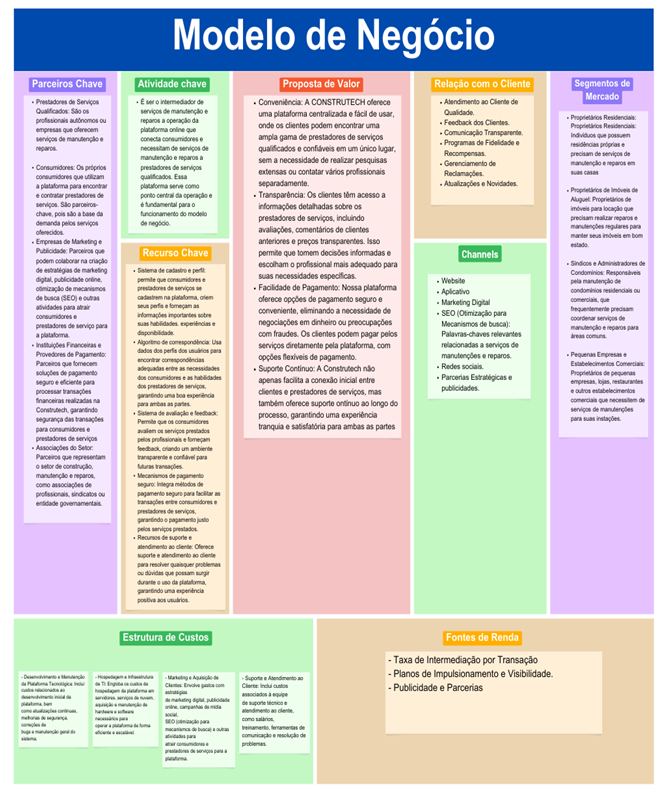 Modelo de Negócio
Parceiros Chave
• Prestadores de Serviços
Qualificados: São os
profissionais autônomos ou
empresas que oferecem
serviços de manutenção e
reparos.
• Consumidores: Os próprios
consumidores que utilizam
a plataforma para encontrar
e contratar prestadores de
serviços. São parceiros-
chave, pois são a base da
demanda pelos serviços
oferecidos.
• Empresas de Marketing e
Publicidade: Parceiros que
podem colaborar na criação
de estratégias de marketing
digital, publicidade online,
otimização de mecanismos
de busca (SEO) e outras
atividades para atrair
consumidores e
prestadores de serviço para
a plataforma.
• Instituições Financeiras e
Provedores de Pagamento:
Parceiros que fornecem
soluções de pagamento
seguro e eficiente para
processar transações
financeiras realizadas na
Construtech, garantindo
segurança das transações
para consumidores e
prestadores de serviços
• Associações do Setor:
Parceiros que representam
o setor de construção,
manutenção e reparos,
como associações de
profissionais, sindicatos ou
entidade governamentais.
Atividade chave
• É ser o intermediador de
serviços de manutenção e
reparos a operação da
plataforma online que
conecta consumidores e
necessitam de serviços de
manutenção e reparos a
prestadores de serviços
qualificados. Essa
plataforma serve como
ponto central da operação e
é fundamental para o
funcionamento do modelo
de negócio.
Recurso Chave
• Sistema de cadastro e perfil:
permite que consumidores e
prestadores de serviço se
cadastrem na plataforma, criem
seus perfis e forneçam as
informações importantes sobre
suas habilidades, experiências e
disponibilidade.
• Algoritmo de correspondência: Usa
dados dos perfis dos usuários para
encontrar correspondências
adequadas entre as necessidades
dos consumidores e as habilidades
dos prestadores de serviços,
garantindo uma boa experiência
para ambas as partes.
• Sistema de avaliação e feedback:
Permite que os consumidores
avaliem os serviços prestados
pelos profissionais e forneçam
feedback, criando um ambiente
transparente e confiável para
futuras transações.
• Mecanismos de pagamento
seguro: Integra métodos de
pagamento seguro para facilitar as
transações entre consumidores e
prestadores de serviços,
garantindo o pagamento justo
pelos serviços prestados.
• Recursos de suporte e
atendimento ao cliente: Oferece
suporte e atendimento ao cliente
para resolver quaisquer problemas
ou dúvidas que possam surgir
durante o uso da plataforma,
garantindo uma experiência
positiva aos usuários.
Proposta de Valor
• Conveniência: A CONSTRUTECH oferece
uma plataforma centralizada e fácil de usar,
onde os clientes podem encontrar uma
ampla gama de prestadores de serviços
qualificados e confiáveis em um único lugar,
sem a necessidade de realizar pesquisas
extensas ou contatar vários profissionais
separadamente.
• Transparência: Os clientes têm acesso a
informações detalhadas sobre os
prestadores de serviços, incluindo
avaliações, comentários de clientes
anteriores e preços transparentes. Isso
permite que tomem decisões informadas e
escolham o profissional mais adequado para
suas necessidades específicas.
• Facilidade de Pagamento: Nossa plataforma
oferece opções de pagamento seguro e
conveniente, eliminando a necessidade de
negociações em dinheiro ou preocupações
com fraudes. Os clientes podem pagar pelos
serviços diretamente pela plataforma, com
opções flexíveis de pagamento.
• Suporte Contínuo: A Construtech não
apenas facilita a conexão inicial entre
clientes e prestadores de serviços, mas
também oferece suporte ontínuo ao longo do
processo, garantindo uma experiência
tranquia e satisfatória para ambas as partes
Relação com o Cliente
• Atendimento ao Cliente de
Qualidade.
• Feedback dos Clientes.
• Comunicação Transparente.
• Programas de Fidelidade e
Recompensas.
• Gerenciamento de
Reclamações.
• Atualizações e Novidades.
Channels
• Website
• Aplicativo
• Marketing Digital
• SEO (Otimização para
Mecanismos de busca):
Palavras-chaves relevantes
relacionadas a serviços de
manutenção e reparos.
• Redes sociais.
• Parcerias Estratégicas e
publicidades.
Segmentos de
Mercado
• Proprietários Residenciais:
Proprietários Residenciais:
Indivíduos que possuem
residências próprias e
precisam de serviços de
manutenção e reparos em
suas casas
• Proprietários de Imóveis de
Aluguel: Proprietários de
imóveis para locação que
precisam realizar reparos e
manutenções regulares para
manter seus imóveis em bom
estado.
• Síndicos e Administradores de
Condomínios: Responsáveis
pela manutenção de
condomínios residenciais ou
comerciais, que
frequentemente precisam
coordenar serviços de
manutenção e reparos para
áreas comuns.
• Pequenas Empresas e
Estabelecimentos Comerciais:
Proprietários de pequenas
empresas, lojas, restaurantes
e outros estabelecimentos
comerciais que necessitem de
serviços de manutenções
para suas instações.
Estrutura de Custos
- Desenvolvimento e Manutenção
da Plataforma Tecnológica: Inclui
custos relacionados ao
desenvolvimento inicial da
plataforma, bem
como atualizações contínuas,
melhorias de segurança,
correções de
bugs e manutenção geral do
sistema.
- Hospedagem e Infraestrutura
de TI: Engloba os custos de
hospedagem da plataforma em
servidores, serviços de nuvem,
aquisição e manutenção de
hardware e software
necessários para
operar a plataforma de forma
eficiente e escalável.
- Marketing e Aquisição de
Clientes: Envolve gastos com
estratégias
de marketing digital, publicidade
online, campanhas de mídia
social,
SEO (otimização para
mecanismos de busca) e outras
atividades para
atrair consumidores e
prestadores de serviço para a
plataforma.
- Suporte e Atendimento ao
Cliente: Inclui custos
associados à equipe
de suporte técnico e
atendimento ao cliente,
como salários,
treinamento, ferramentas de
comunicação e resolução de
problemas.
Fontes de Renda
- Taxa de Intermediação por Transação
- Planos de Impulsionamento e Visibilidade.
- Publicidade e Parcerias